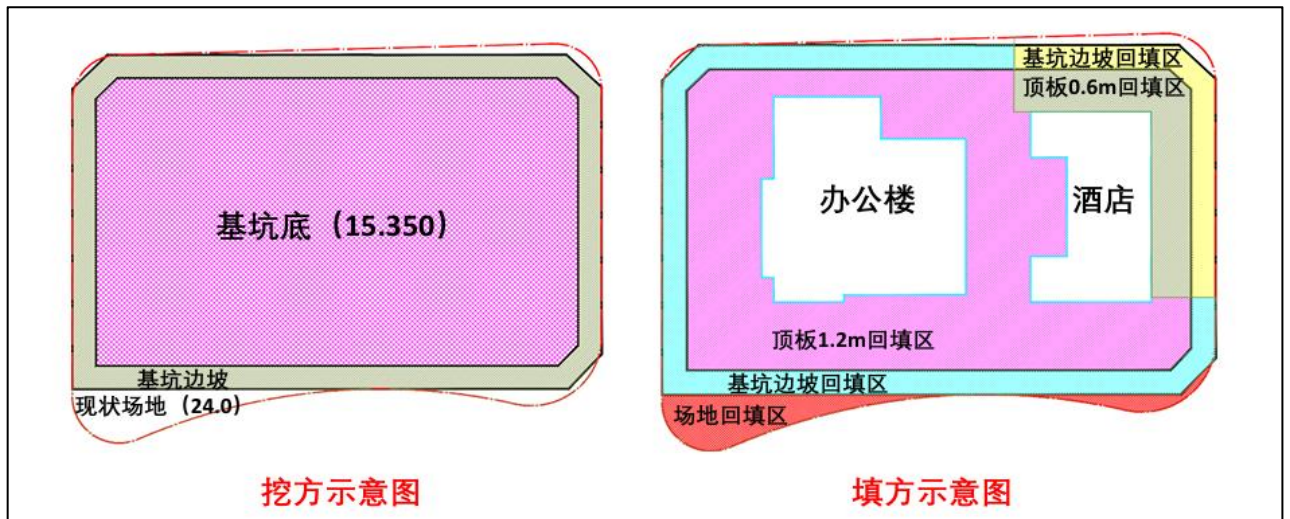 基坑底（15.350）
基坑边坡
现状场地（24.0）
挖方示意图
基坑边坡回填区
顶板0.6m回填区
办公楼
酒店
顶板1.2m回填区
基坑边坡回填区
场地回填区
填方示意图